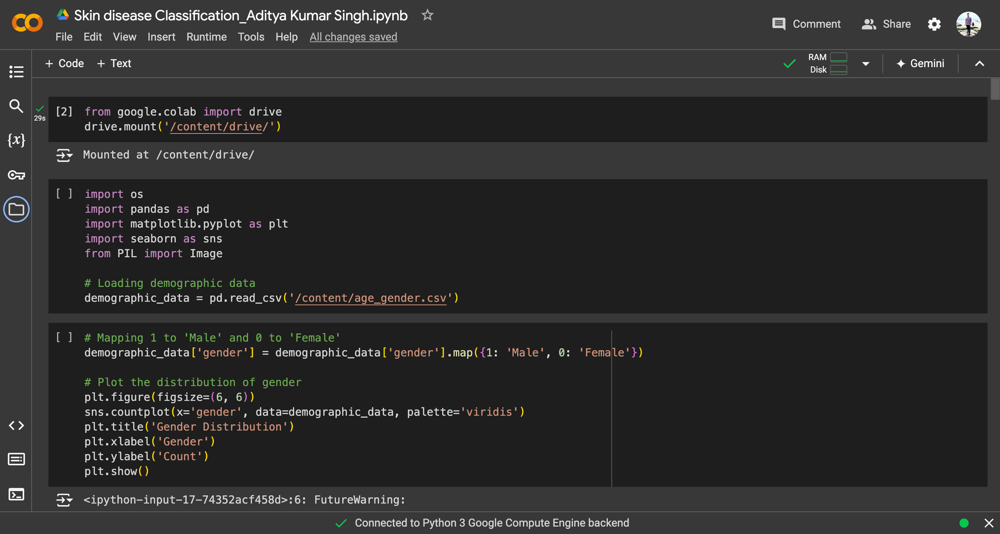 Skin disease Classification_Aditya Kumar Singh.ipynb
Comment
Share
File Edit View Insert Runtime Tools Help All changes saved
+ Code + Text
RAM
Disk
Gemini
29s
[2] from google.colab import drive
drive.mount('/content/drive/')
Mounted at /content/drive/
{x}
[ ] import os
import pandas as pd
import matplotlib.pyplot as plt
import seaborn as sns
from PIL import Image
# Loading demographic data
demographic_data = pd.read_csv('/content/age_gender.csv')
[ ] # Mapping 1 to 'Male' and 0 to 'Female'
demographic_data['gender'] = demographic_data['gender'].map({1: 'Male', 0: 'Female'})
# Plot the distribution of gender
plt.figure(figsize=(6, 6))
sns.countplot(x='gender', data=demographic_data, palette='viridis')
plt.title('Gender Distribution')
plt.xlabel('Gender')
plt.ylabel('Count')
plt.show()
<ipython-input-17-74352acf458d>:6: FutureWarning:
Connected to Python 3 Google Compute Engine backend